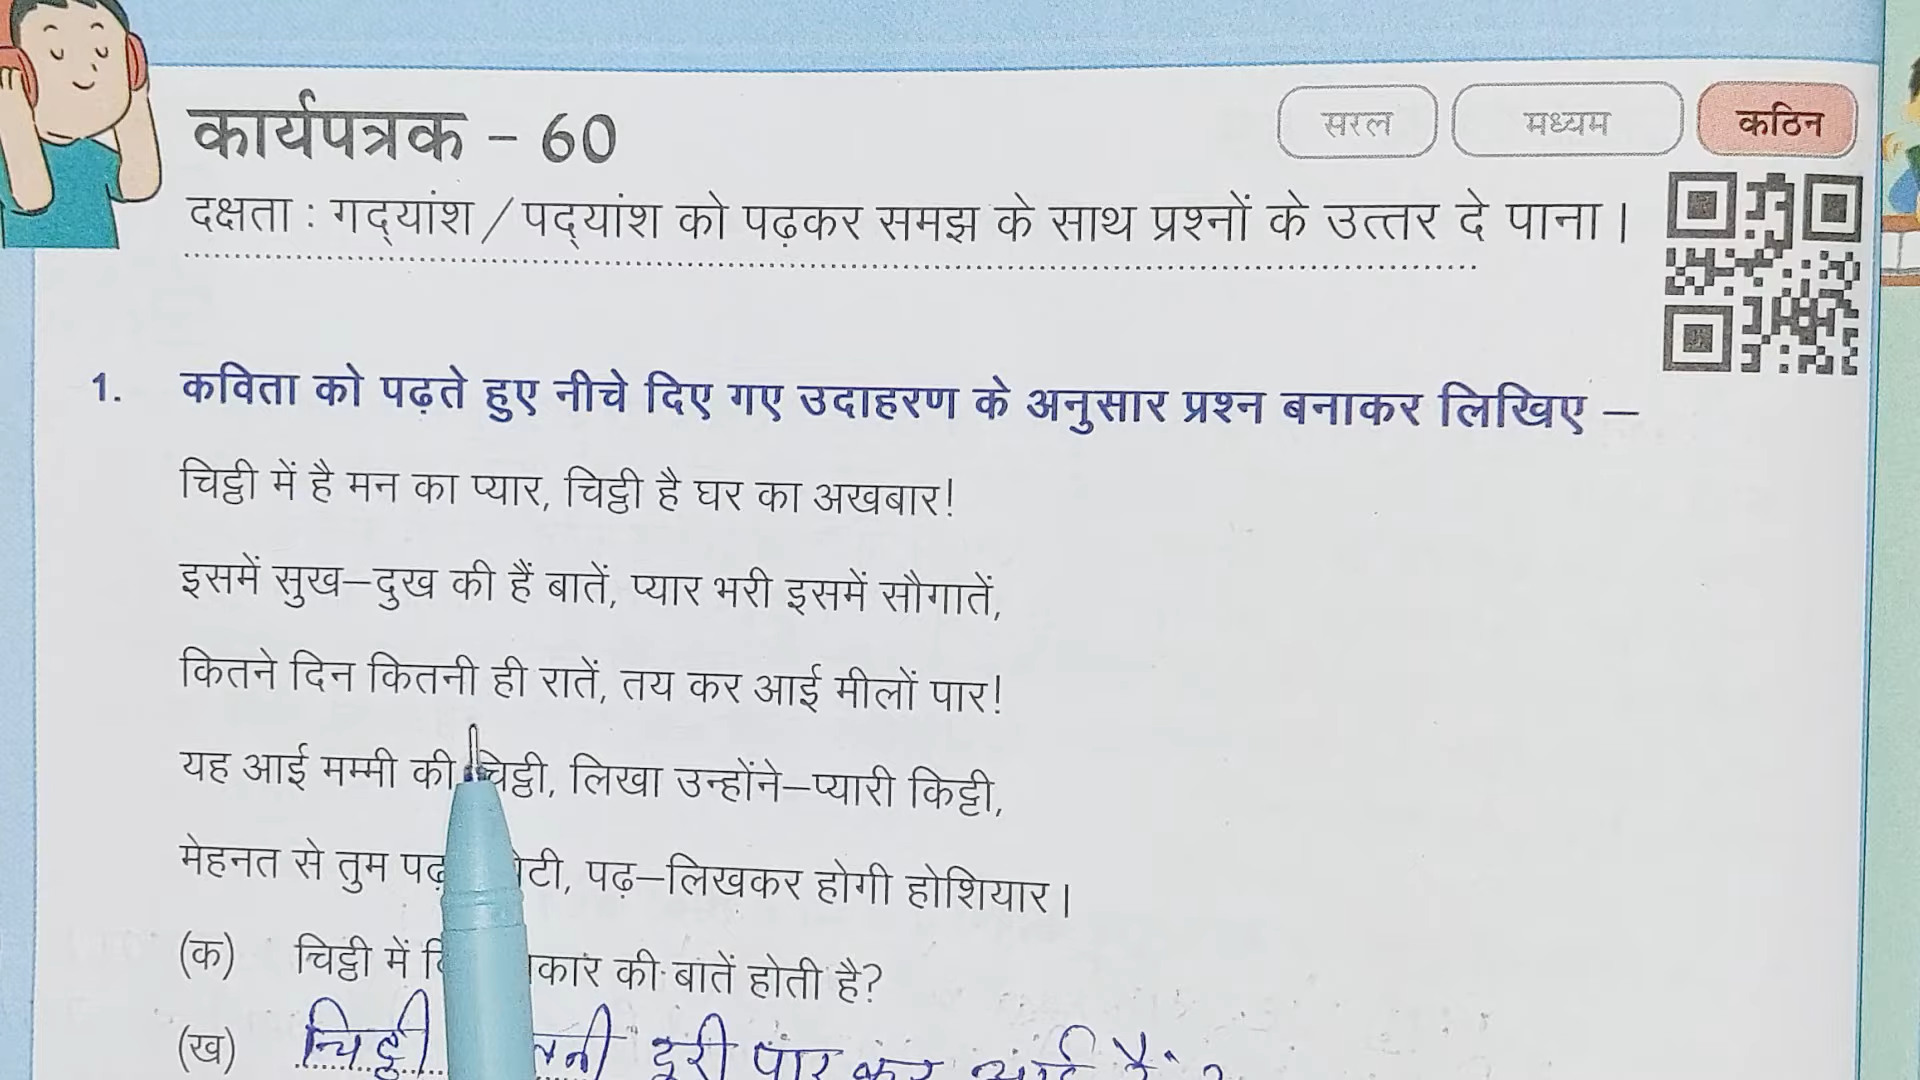 कार्यपत्रक - 60
सरल
मध्यम
कठिन
दक्षता : गद्यांश / पद्यांश को पढ़कर समझ के साथ प्रश्नों के उत्तर दे पाना।
1. कविता को पढ़ते हुए नीचे दिए गए उदाहरण के अनुसार प्रश्न बनाकर लिखिए –
चिट्ठी में है मन का प्यार, चिट्ठी है घर का अखबार!
इसमें सुख–दुख की हैं बातें, प्यार भरी इसमें सौगातें,
कितने दिन कितनी ही रातें, तय कर आई मीलों पार!
यह आई मम्मी की चिट्ठी, लिखा उन्होंने–प्यारी किट्टी,
मेहनत से तुम पढ़–लिखकर होगी होशियार।
(क) चिट्ठी में की बातें होती है?
(ख) चिट्ठी दूरी पार कर आई है?